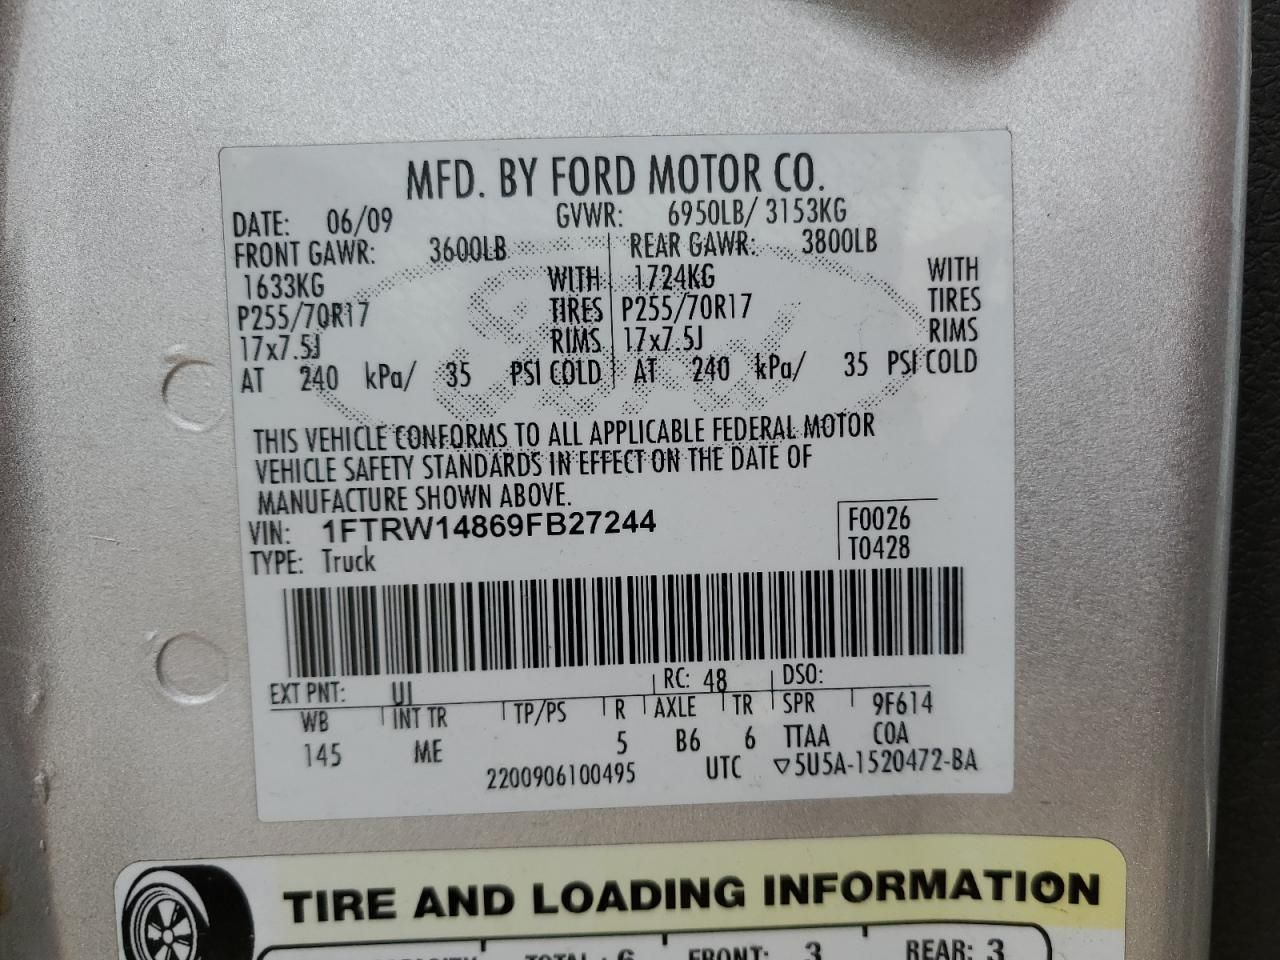 MFD. BY FORD MOTOR CO.
DATE: 06/09 GVWR: 6950LB/ 3153KG
FRONT GAWR: 3600LB REAR GAWR: 3800LB
1633KG WITH 1724KG WITH
P255/70R17 TIRES P255/70R17 TIRES
17x7.5J RIMS 17x7.5J RIMS
AT 240 kPa/ 35 PSI COLD AT 240 kPa/ 35 PSI COLD
THIS VEHICLE CONFORMS TO ALL APPLICABLE FEDERAL MOTOR
VEHICLE SAFETY STANDARDS IN EFFECT ON THE DATE OF
MANUFACTURE SHOWN ABOVE.
VIN: 1FTRW14869FB27244 F0026
TYPE: Truck T0428
EXT PNT: UJ RC: 48 DSO:
WB INT TR TP/PS R AXLE TR SPR 9F614
145 ME 5 B6 6 TTAA COA
2200906100495 UTC ▽5U5A-1520472-BA
TIRE AND LOADING INFORMATION
TOTAL: 6 FRONT: 3 REAR: 3